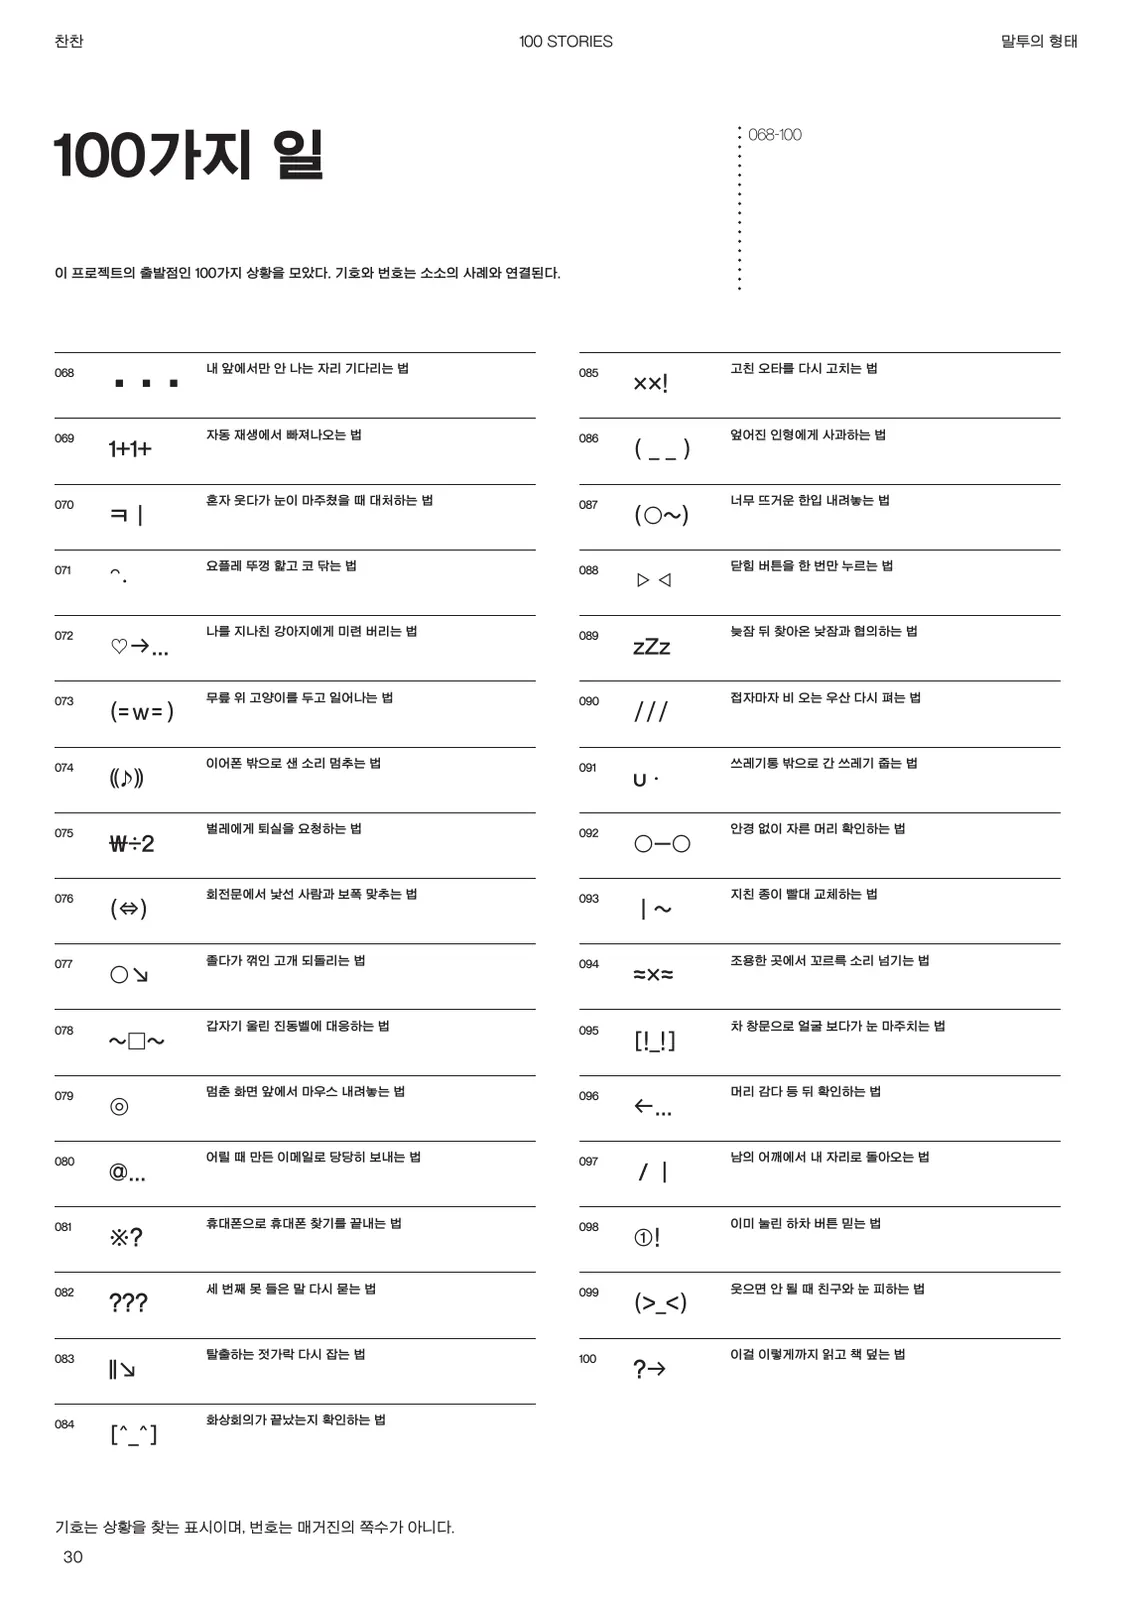 찬찬
100 STORIES
말투의 형태
100가지 일
068-100
이 프로젝트의 출발점인 100가지 상황을 모았다. 기호와 번호는 소소의 사례와 연결된다.
068 ▪ ▪ ▪ 내 앞에서만 안 나는 자리 기다리는 법
069 1+1+ 자동 재생에서 빠져나오는 법
070 ㅋ | 혼자 웃다가 눈이 마주쳤을 때 대처하는 법
071 ᵔ. 요플레 뚜껑 핥고 코 닦는 법
072 ♡→... 나를 지나친 강아지에게 미련 버리는 법
073 (=w=) 무릎 위 고양이를 두고 일어나는 법
074 ((♪)) 이어폰 밖으로 샌 소리 멈추는 법
075 ₩÷2 벌레에게 퇴실을 요청하는 법
076 (⇔) 회전문에서 낯선 사람과 보폭 맞추는 법
077 ○↘ 졸다가 꺾인 고개 되돌리는 법
078 ~□~ 갑자기 울린 진동벨에 대응하는 법
079 ◎ 멈춘 화면 앞에서 마우스 내려놓는 법
080 @... 어릴 때 만든 이메일로 당당히 보내는 법
081 ※? 휴대폰으로 휴대폰 찾기를 끝내는 법
082 ??? 세 번째 못 들은 말 다시 묻는 법
083 ||↘ 탈출하는 젓가락 다시 잡는 법
084 [^_^] 화상회의가 끝났는지 확인하는 법
085 ××! 고친 오타를 다시 고치는 법
086 ( _ _ ) 엎어진 인형에게 사과하는 법
087 (○~) 너무 뜨거운 한입 내려놓는 법
088 ▷ ◁ 닫힘 버튼을 한 번만 누르는 법
089 zZz 늦잠 뒤 찾아온 낮잠과 협의하는 법
090 /// 접자마자 비 오는 우산 다시 펴는 법
091 ∪ · 쓰레기통 밖으로 간 쓰레기 줍는 법
092 ○—○ 안경 없이 자른 머리 확인하는 법
093 | ~ 지친 종이 빨대 교체하는 법
094 ≈×≈ 조용한 곳에서 꼬르륵 소리 넘기는 법
095 [!_!] 차 창문으로 얼굴 보다가 눈 마주치는 법
096 ←... 머리 감다 등 뒤 확인하는 법
097 / | 남의 어깨에서 내 자리로 돌아오는 법
098 ①! 이미 눌린 하차 버튼 믿는 법
099 (>_<) 웃으면 안 될 때 친구와 눈 피하는 법
100 ?→ 이걸 이렇게까지 읽고 책 덮는 법
기호는 상황을 찾는 표시이며, 번호는 매거진의 쪽수가 아니다.
30